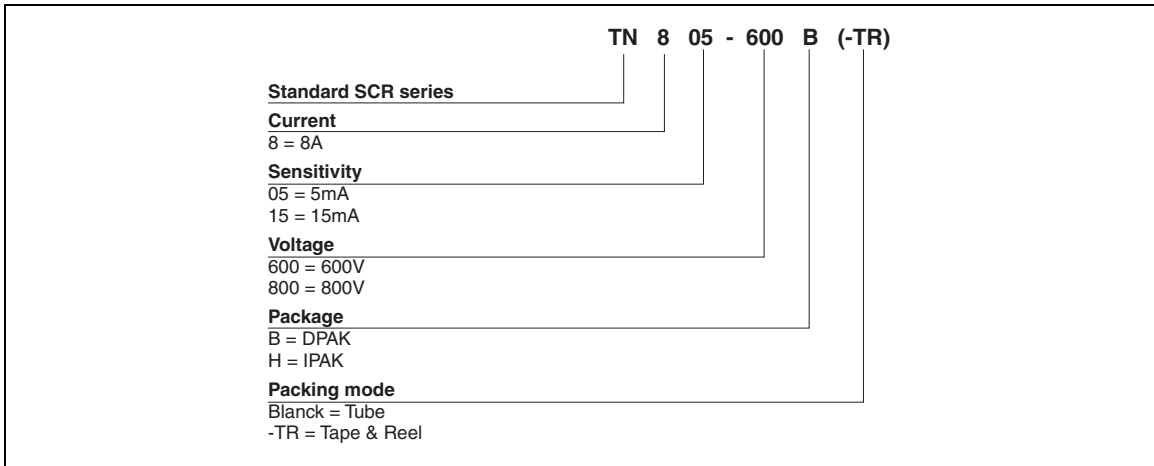 TN 8 05 - 600 B (-TR)
Standard SCR series
Current
8 = 8A
Sensitivity
05 = 5mA
15 = 15mA
Voltage
600 = 600V
800 = 800V
Package
B = DPAK
H = IPAK
Packing mode
Blanck = Tube
-TR = Tape & Reel